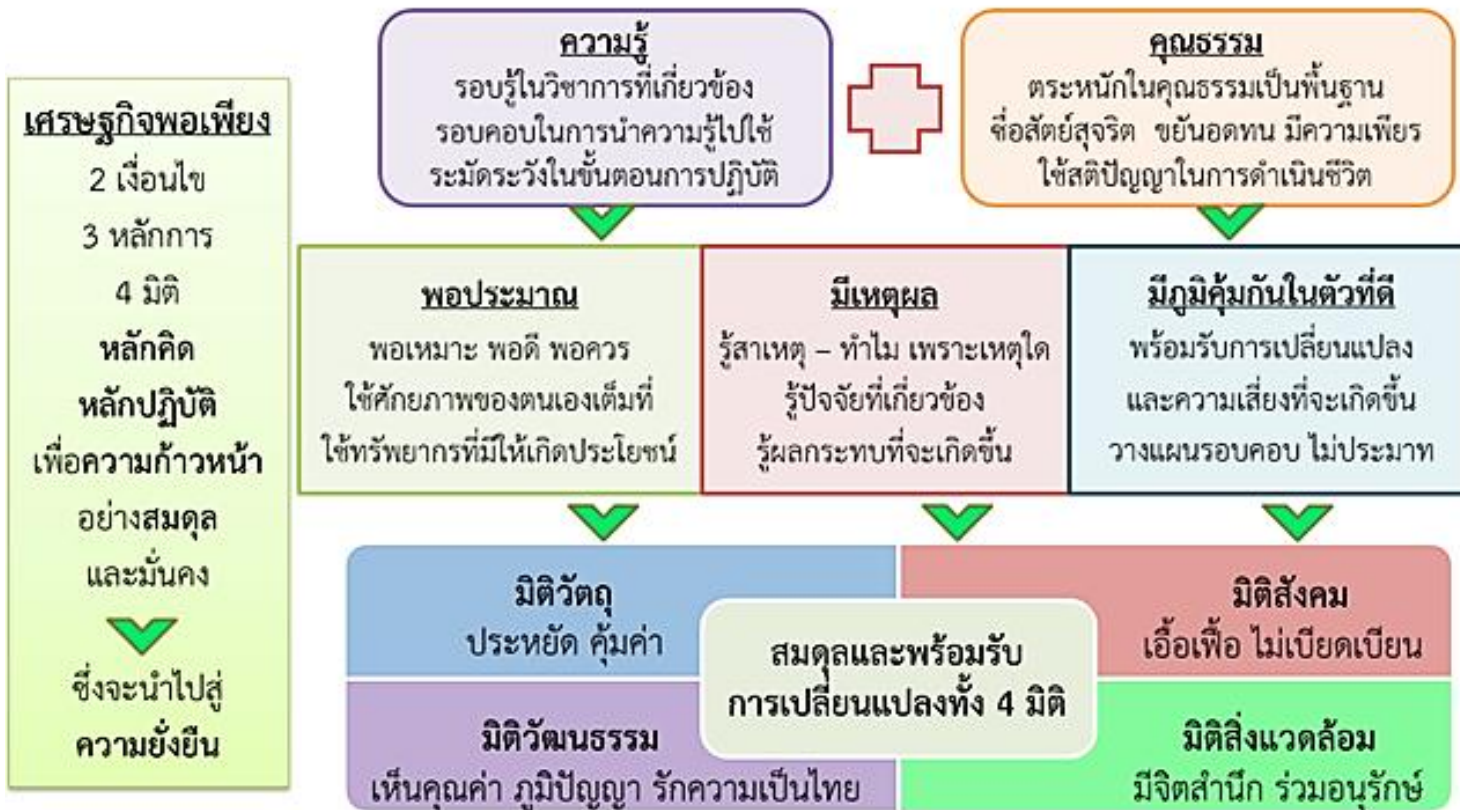 เศรษฐกิจพอเพียง
2 เงื่อนไข
3 หลักการ
4 มิติ
หลักคิด
หลักปฏิบัติ
เพื่อความก้าวหน้า
อย่างสมดุล
และมั่นคง
ซึ่งจะนำไปสู่
ความยั่งยืน
ความรู้
รอบรู้ในวิชาการที่เกี่ยวข้อง
รอบคอบในการนำความรู้ไปใช้
ระมัดระวังในขั้นตอนการปฏิบัติ
คุณธรรม
ตระหนักในคุณธรรมเป็นพื้นฐาน
ซื่อสัตย์สุจริต ขยันอดทน มีความเพียร
ใช้สติปัญญาในการดำเนินชีวิต
พอประมาณ
พอเหมาะ พอดี พอควร
ใช้ศักยภาพของตนเองเต็มที่
ใช้ทรัพยากรที่มีให้เกิดประโยชน์
มีเหตุผล
รู้สาเหตุ – ทำไม เพราะเหตุใด
รู้ปัจจัยที่เกี่ยวข้อง
รู้ผลกระทบที่จะเกิดขึ้น
มีภูมิคุ้มกันในตัวที่ดี
พร้อมรับการเปลี่ยนแปลง
และความเสี่ยงที่จะเกิดขึ้น
วางแผนรอบคอบ ไม่ประมาท
มิติวัตถุ
ประหยัด คุ้มค่า
มิติสังคม
เอื้อเฟื้อ ไม่เบียดเบียน
สมดุลและพร้อมรับ
การเปลี่ยนแปลงทั้ง 4 มิติ
มิติวัฒนธรรม
เห็นคุณค่า ภูมิปัญญา รักความเป็นไทย
มิติสิ่งแวดล้อม
มีจิตสำนึก ร่วมอนุรักษ์